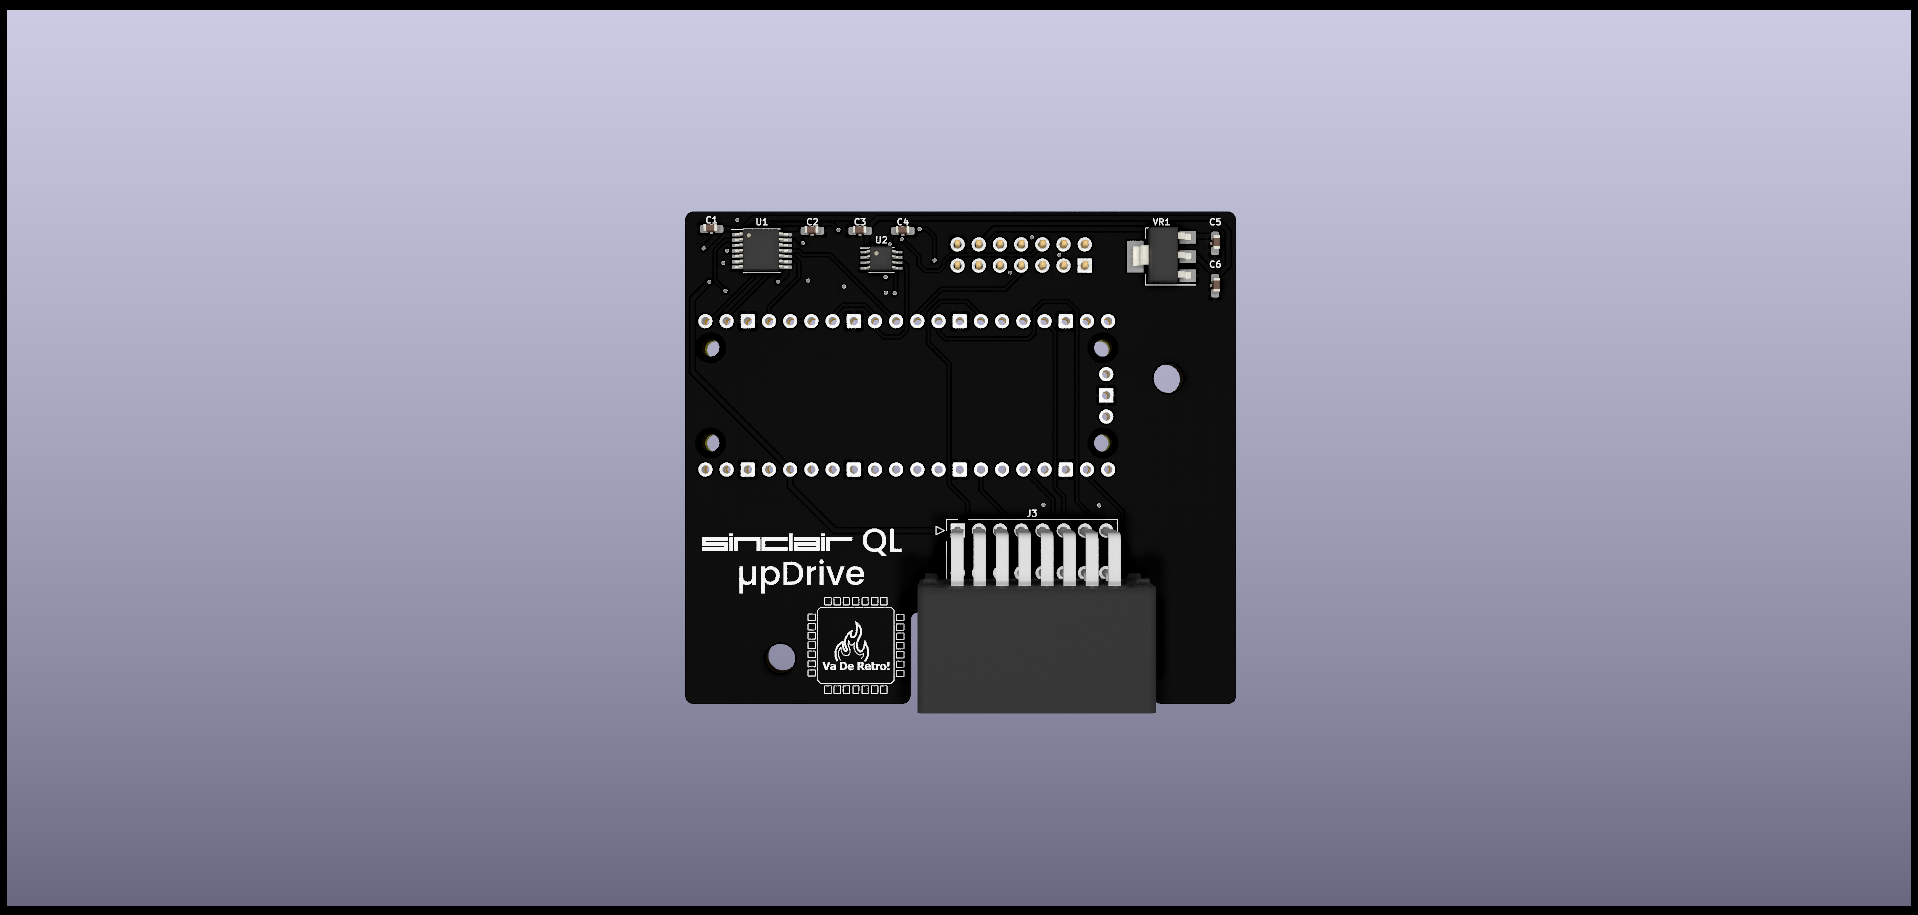 C1 U1 C2 C3 C4 VR1 C5
U2
C6
J3
sinclair QL
µpDrive
Va De Retro!